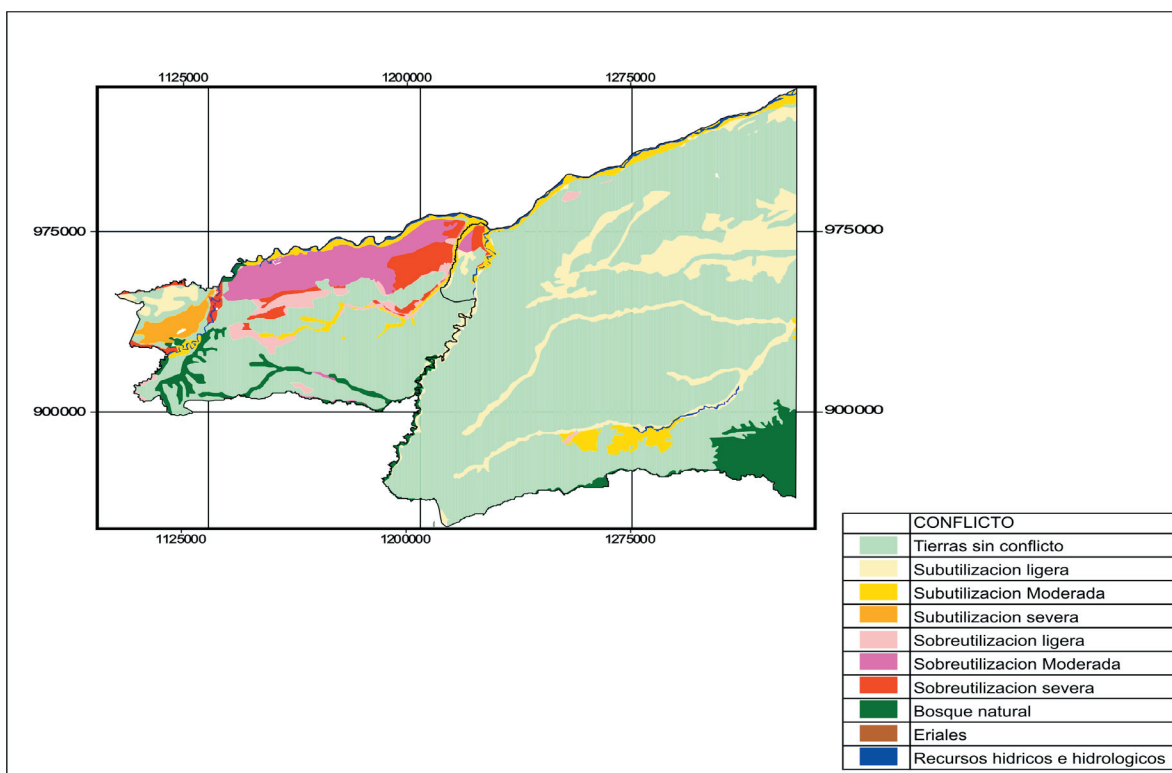 1125000 1200000 1275000
975000 975000
900000 900000
1125000 1200000 1275000
CONFLICTO
Tierras sin conflicto
Subutilizacion ligera
Subutilizacion Moderada
Subutilizacion severa
Sobreutilizacion ligera
Sobreutilizacion Moderada
Sobreutilizacion severa
Bosque natural
Eriales
Recursos hidricos e hidrologicos